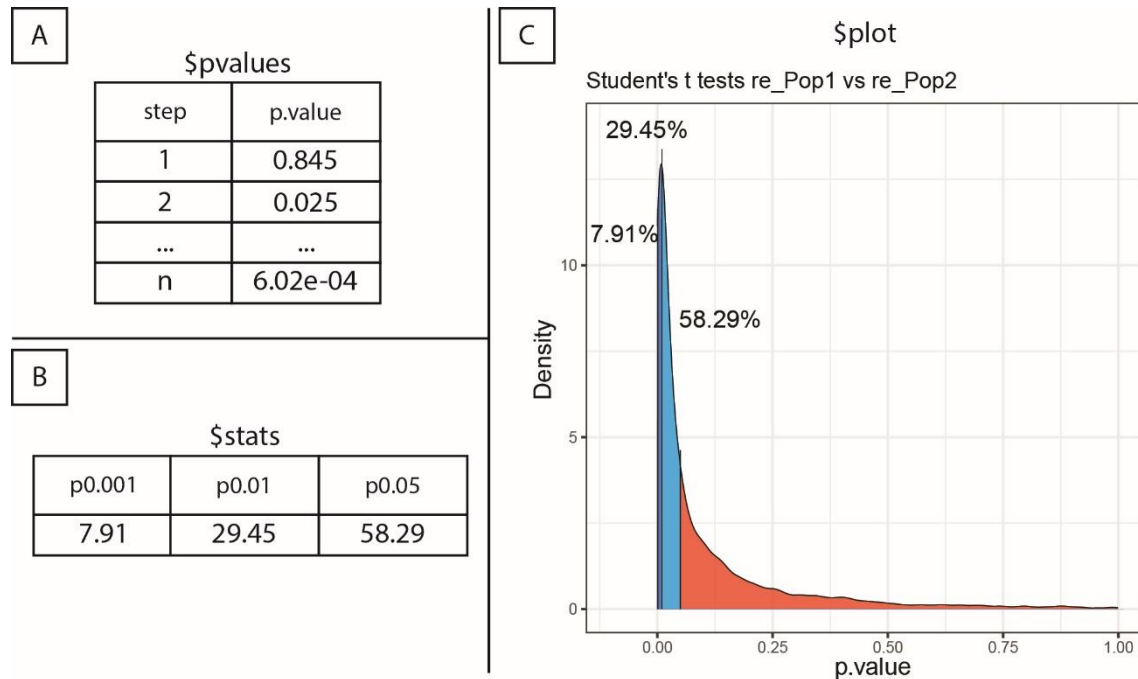 A
$pvalues
step p.value
1 0.845
2 0.025
... ...
n 6.02e-04
B
$stats
p0.001 p0.01 p0.05
7.91 29.45 58.29
C
$plot
Student's t tests re_Pop1 vs re_Pop2
29.45%
7.91%
58.29%
Density
10
5
0
0.00 0.25 0.50 0.75 1.00
p.value